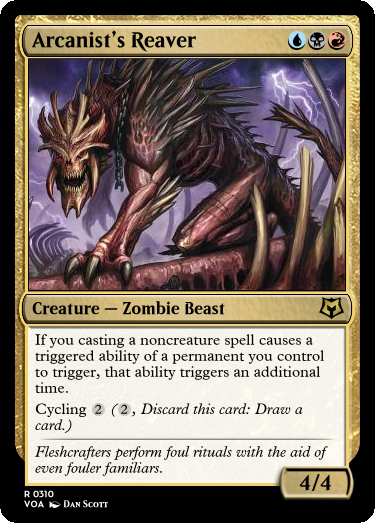 Arcanist's Reaver
Creature — Zombie Beast
If you casting a noncreature spell causes a
triggered ability of a permanent you control
to trigger, that ability triggers an additional
time.
Cycling 2 (2, Discard this card: Draw a
card.)
Fleshcrafters perform foul rituals with the aid of
even fouler familiars.
4/4
R 0310
VOA Dan Scott